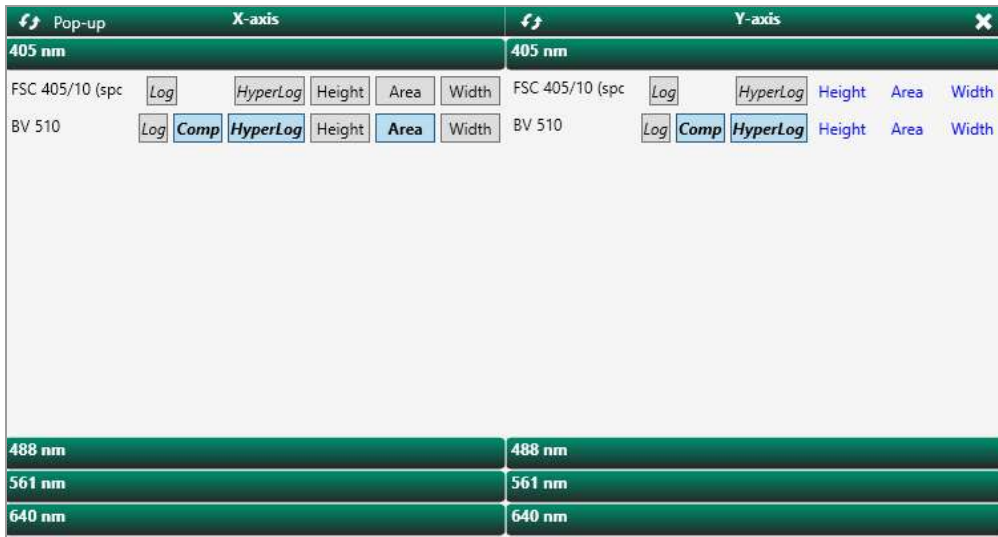 Pop-up X-axis Y-axis
405 nm 405 nm
FSC 405/10 (spc Log HyperLog Height Area Width FSC 405/10 (spc Log HyperLog Height Area Width
BV 510 Log Comp HyperLog Height Area Width BV 510 Log Comp HyperLog Height Area Width
488 nm 488 nm
561 nm 561 nm
640 nm 640 nm